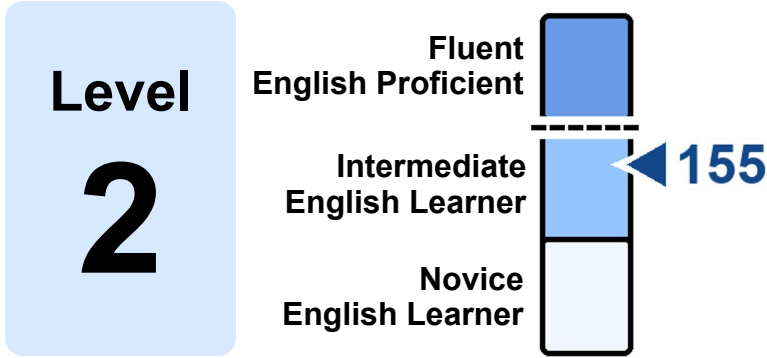 Level
2
Fluent
English Proficient
Intermediate
English Learner
155
Novice
English Learner